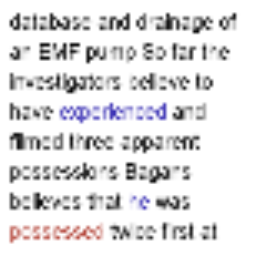 database and drainage of
an EMF pump So far the
investigators believe to
have experienced and
filmed three apparent
possessions Bagans
believes that he was
possessed twice first at